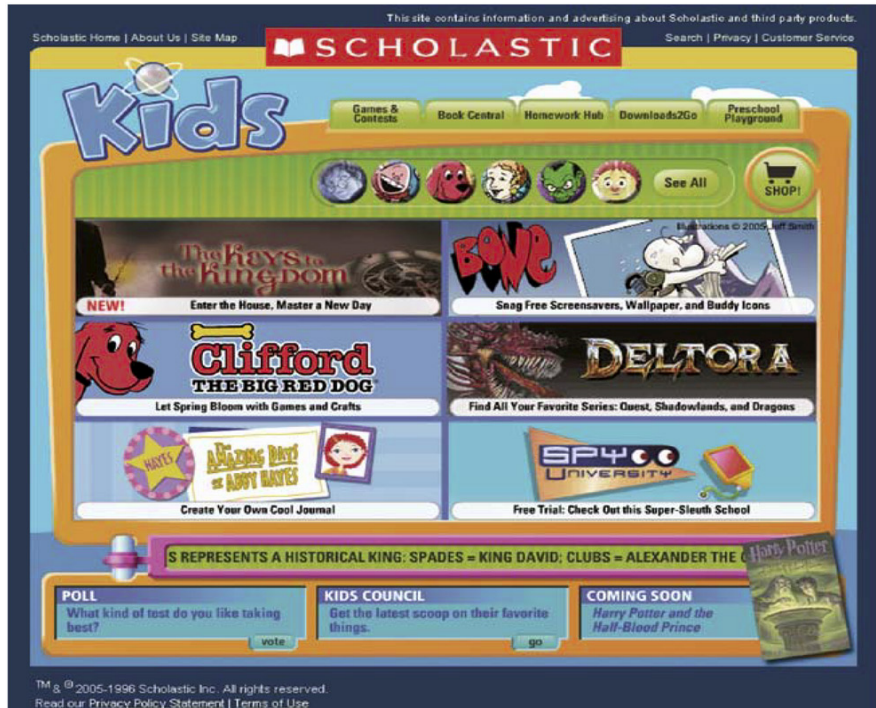 This site contains information and advertising about Scholastic and third party products.
Scholastic Home | About Us | Site Map
SCHOLASTIC
Search | Privacy | Customer Service
Kids
Games & Contests
Book Central
Homework Hub
Downloads2Go
Preschool Playground
See All
SHOP!
The Keys to
the Kingdom
NEW!
Enter the House, Master a New Day
Illustrations © 2005 Jeff Smith
BONE
Snag Free Screensavers, Wallpaper, and Buddy Icons
Clifford
THE BIG RED DOG®
Let Spring Bloom with Games and Crafts
DELTORA
Find All Your Favorite Series: Quest, Shadowlands, and Dragons
HAYES
The
AMAZING DAYS
OF ABBY HAYES
Create Your Own Cool Journal
SPY
UNIVERSITY
Free Trial: Check Out this Super-Sleuth School
S REPRESENTS A HISTORICAL KING: SPADES = KING DAVID; CLUBS = ALEXANDER THE
Harry Potter
POLL
What kind of test do you like taking
best?
vote
KIDS COUNCIL
Get the latest scoop on their favorite
things.
go
COMING SOON
Harry Potter and the
Half-Blood Prince
TM & ® 2005-1996 Scholastic Inc. All rights reserved.
Read our Privacy Policy Statement | Terms of Use